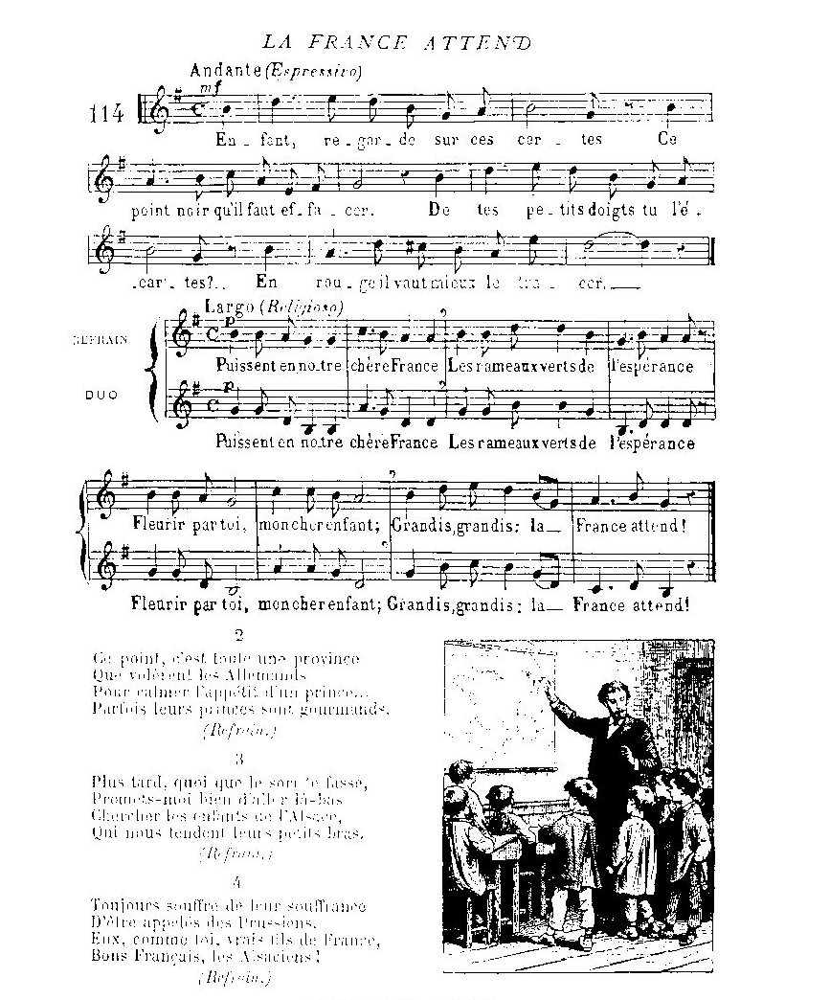 LA FRANCE ATTEND
Andante (Espressivo)
mf
114
En - fant, re - gar - de sur ces car - tes Ce
point noir qu'il faut ef - fa - cer. De tes pe - tits doigts tu l'é -
- car - tes?.. En rou - ge il vaut mieux le tra - cer.
Largo (Religioso)
p
REFRAIN
Puissent en no-tre chère France Les rameaux verts de l'espérance
DUO
p
Puissent en no-tre chère France Les rameaux verts de l'espérance
Fleurir par toi, mon cher enfant; Grandis, grandis: la_ France attend!
Fleurir par toi, mon cher enfant; Grandis, grandis: la_ France attend!
2
Ce point, c'est toute une province
Que volèrent les Allemands
Pour calmer l'appétit d'un prince...
Parfois leurs princes sont gourmands.
(Refrain.)
3
Plus tard, quoi que le sort te fasse,
Promets-moi bien d'aller là-bas
Chercher les enfants de l'Alsace,
Qui nous tendent leurs petits bras.
(Refrain.)
4
Toujours souffre de leur souffrance
D'être appelés des Prussiens.
Eux, comme toi, vrais fils de France,
Bons Français, les Alsaciens!
(Refrain.)